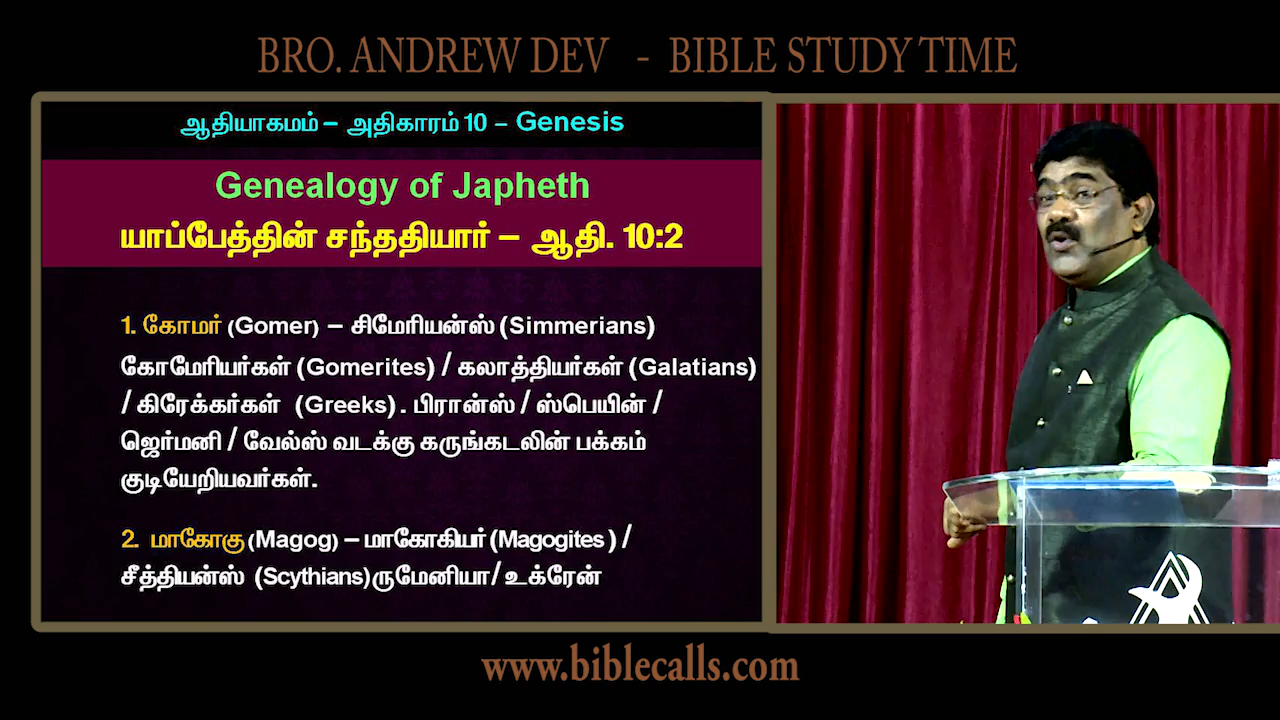 BRO. ANDREW DEV - BIBLE STUDY TIME
ஆதியாகமம் – அதிகாரம் 10 – Genesis
Genealogy of Japheth
யாப்பேத்தின் சந்ததியார் – ஆதி. 10:2
1. கோமர் (Gomer) – சிமேரியன்ஸ் (Simmerians)
கோமேரியர்கள் (Gomerites) / கலாத்தியர்கள் (Galatians)
/ கிரேக்கர்கள் (Greeks) . பிரான்ஸ் / ஸ்பெயின் /
ஜெர்மனி / வேல்ஸ் வடக்கு கருங்கடலின் பக்கம்
குடியேறியவர்கள்.
2. மாகோகு (Magog) – மாகோகியர் (Magogites ) /
சீத்தியன்ஸ் (Scythians) ருமேனியா / உக்ரேன்
www.biblecalls.com